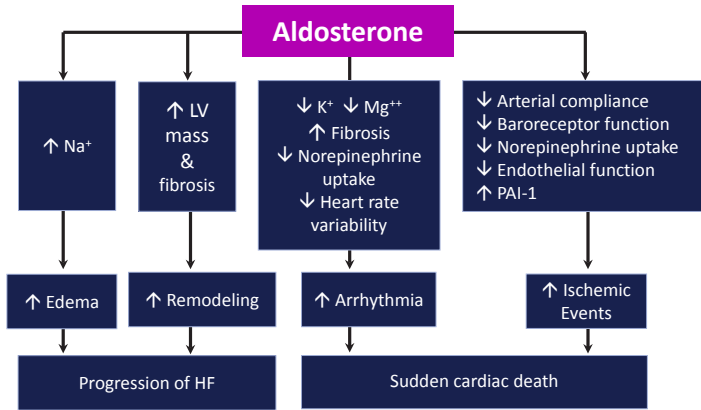 Aldosterone
↑ Na⁺
↑ LV
mass
&
fibrosis
↓ K⁺ ↓ Mg⁺⁺
↑ Fibrosis
↓ Norepinephrine
uptake
↓ Heart rate
variability
↓ Arterial compliance
↓ Baroreceptor function
↓ Norepinephrine uptake
↓ Endothelial function
↑ PAI-1
↑ Edema
↑ Remodeling
↑ Arrhythmia
↑ Ischemic
Events
Progression of HF
Sudden cardiac death